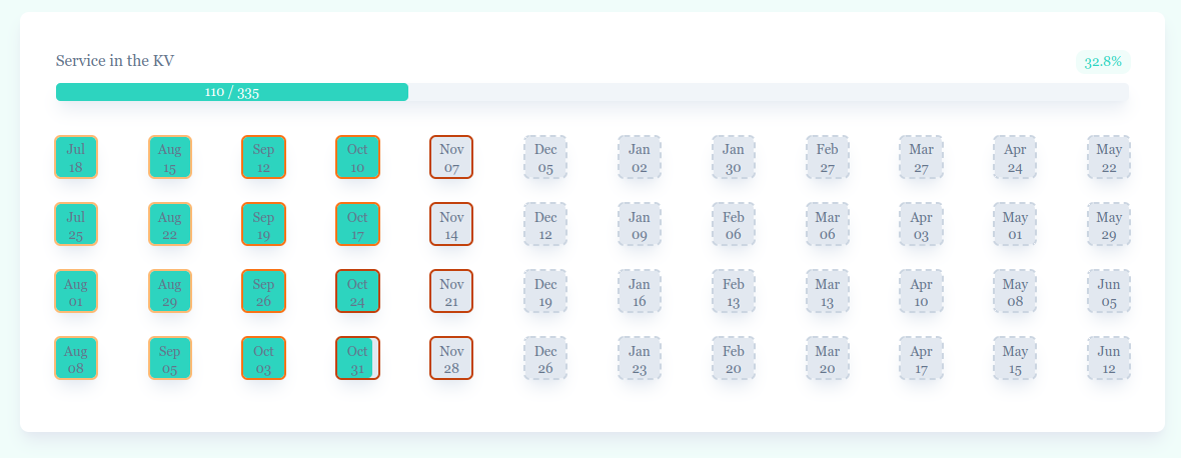 Service in the KV
32.8%
110 / 335
Jul Aug Sep Oct Nov Dec Jan Jan Feb Mar Apr May
18 15 12 10 07 05 02 30 27 27 24 22
Jul Aug Sep Oct Nov Dec Jan Feb Mar Apr May May
25 22 19 17 14 12 09 06 06 03 01 29
Aug Aug Sep Oct Nov Dec Jan Feb Mar Apr May Jun
01 29 26 24 21 19 16 13 13 10 08 05
Aug Sep Oct Oct Nov Dec Jan Feb Mar Apr May Jun
08 05 03 31 28 26 23 20 20 17 15 12